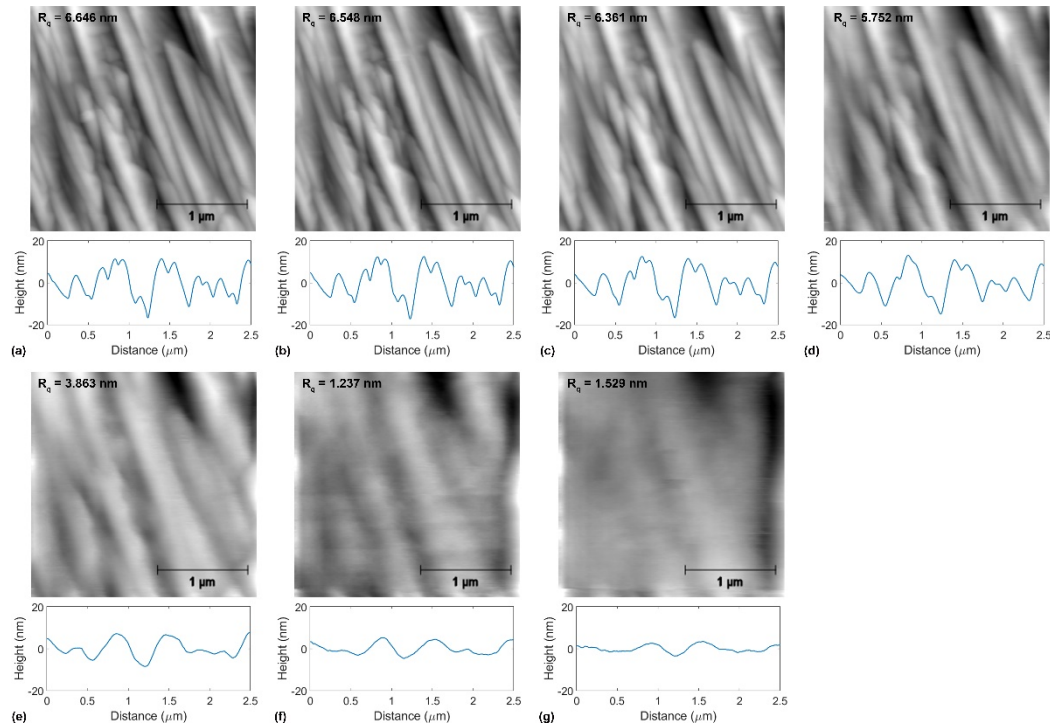 R_q = 6.646 nm
R_q = 6.548 nm
R_q = 6.361 nm
R_q = 5.752 nm
1 μm
1 μm
1 μm
1 μm
20
0
-20
Height (nm)
0 0.5 1 1.5 2 2.5
Distance (μm)
(a)
20
0
-20
Height (nm)
0 0.5 1 1.5 2 2.5
Distance (μm)
(b)
20
0
-20
Height (nm)
0 0.5 1 1.5 2 2.5
Distance (μm)
(c)
20
0
-20
Height (nm)
0 0.5 1 1.5 2 2.5
Distance (μm)
(d)
R_q = 3.863 nm
R_q = 1.237 nm
R_q = 1.529 nm
1 μm
1 μm
1 μm
20
0
-20
Height (nm)
0 0.5 1 1.5 2 2.5
Distance (μm)
(e)
20
0
-20
Height (nm)
0 0.5 1 1.5 2 2.5
Distance (μm)
(f)
20
0
-20
Height (nm)
0 0.5 1 1.5 2 2.5
Distance (μm)
(g)